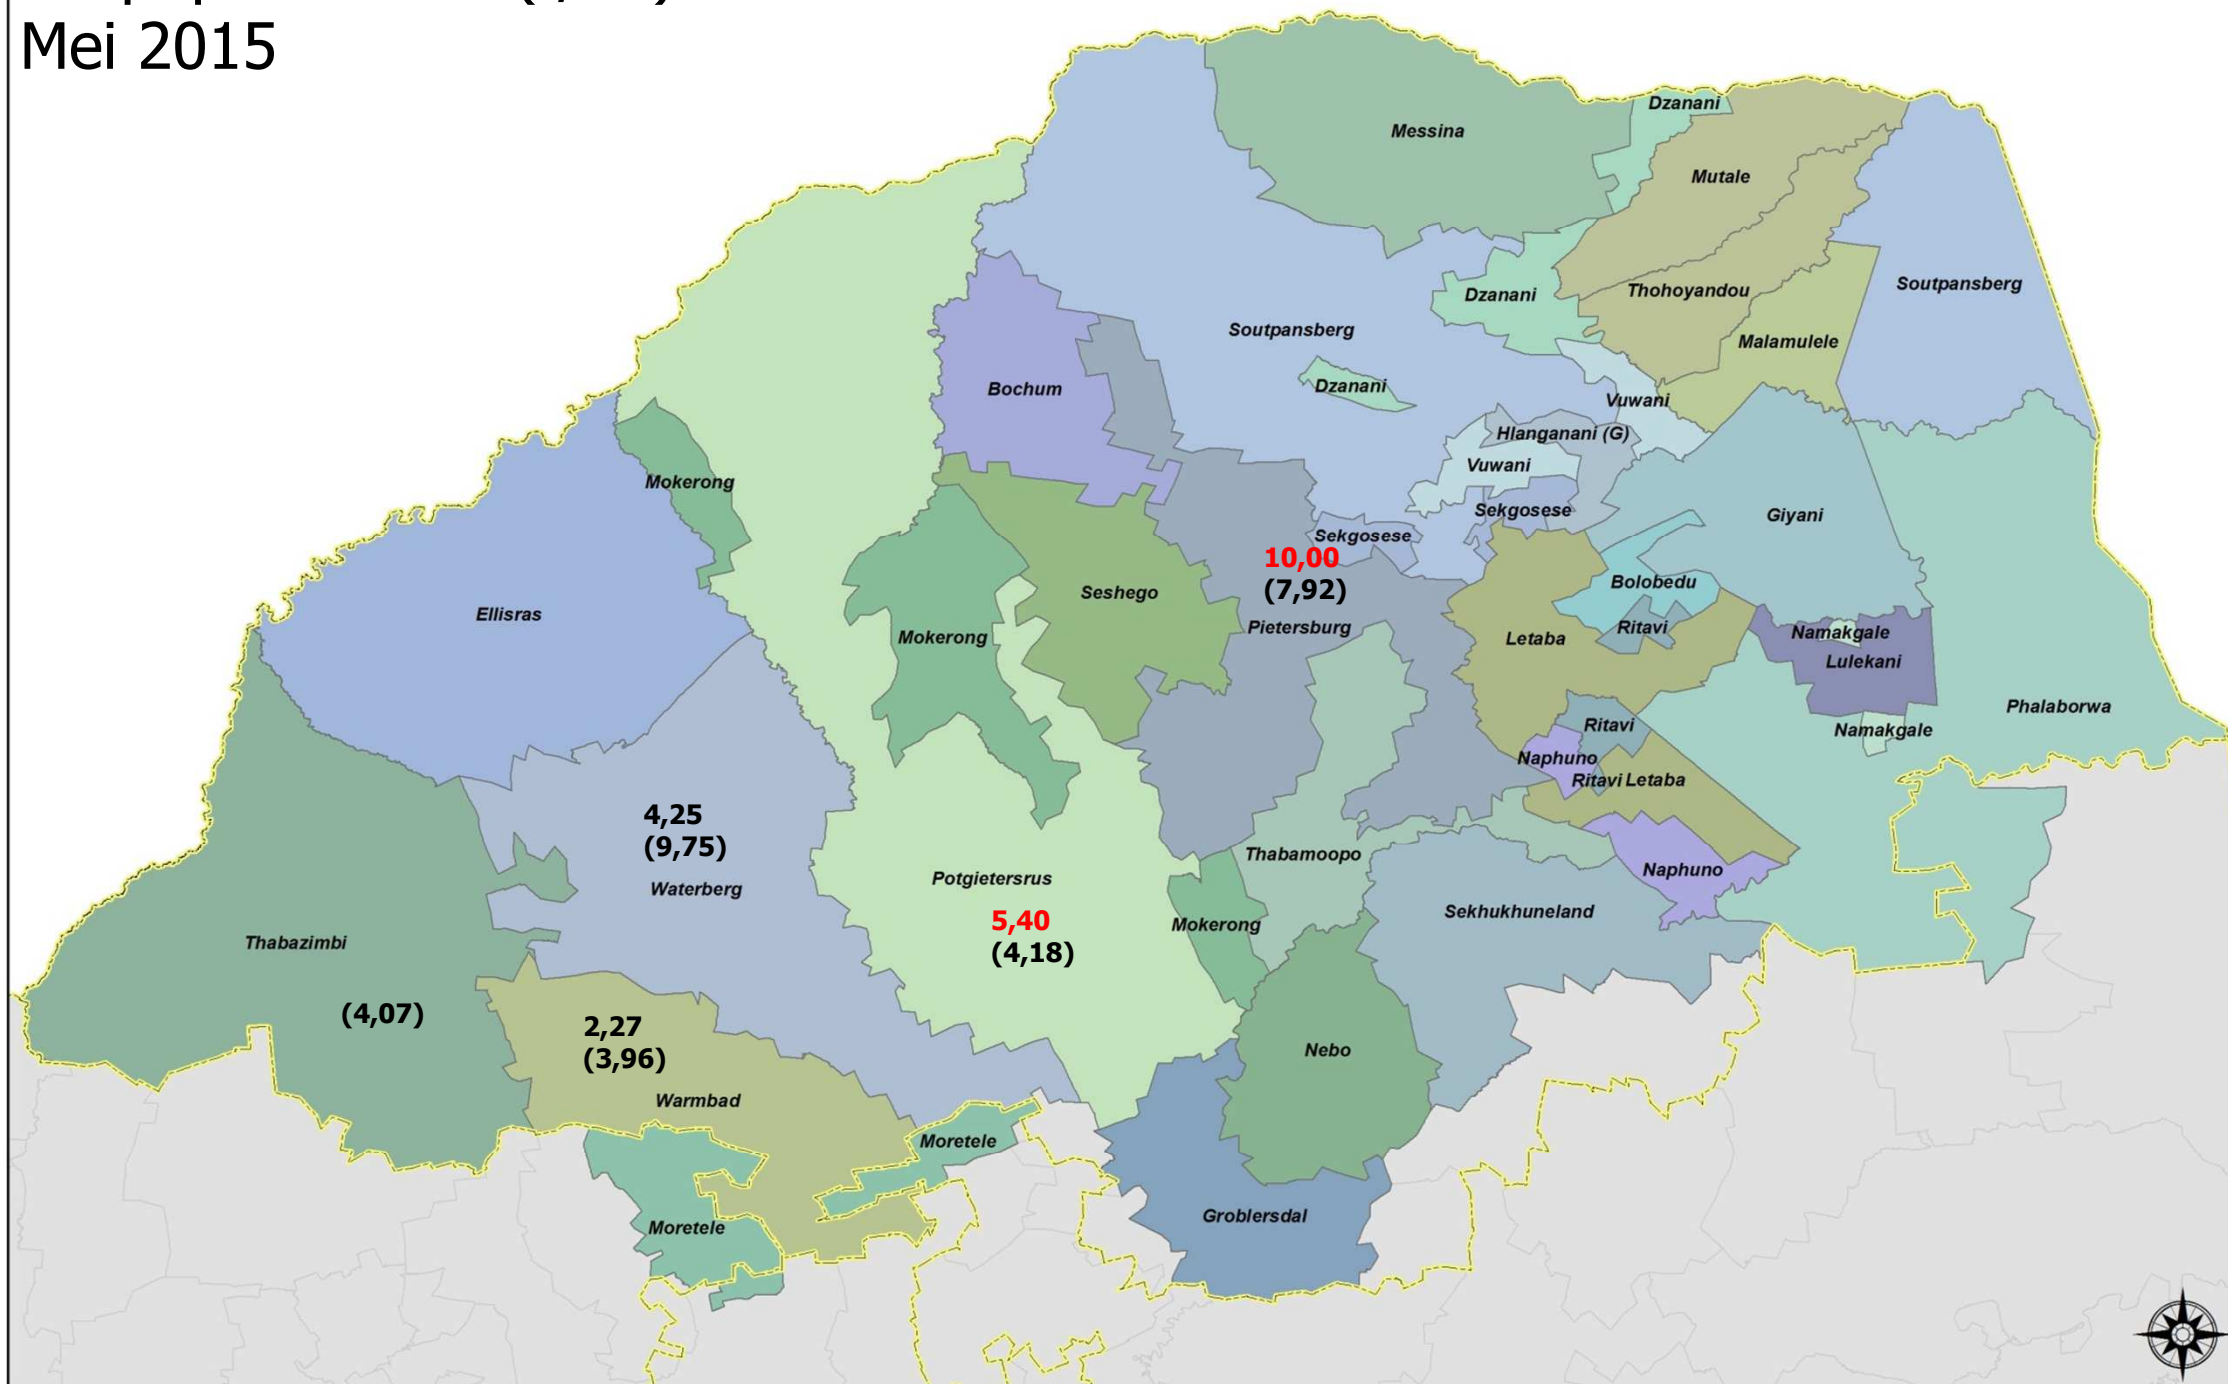 Mei 2015
Dzanani
Messina
Mutale
Soutpansberg
Thohoyandou
Dzanani
Soutpansberg
Malamulele
Dzanani
Bochum
Vuwani
Hlanganani (G)
Vuwani
Mokerong
Sekgosese
Giyani
Sekgosese
10,00
(7,92)
Bolobedu
Seshego
Ellisras
Pietersburg
Ritavi
Namakgale
Mokerong
Letaba
Lulekani
Phalaborwa
Ritavi
Namakgale
Naphuno
Ritavi
Letaba
4,25
(9,75)
Waterberg
Thabamoopo
Potgietersrus
Naphuno
5,40
(4,18)
Mokerong
Sekhukhuneland
Thabazimbi
(4,07)
2,27
(3,96)
Nebo
Warmbad
Moretele
Groblersdal
Moretele